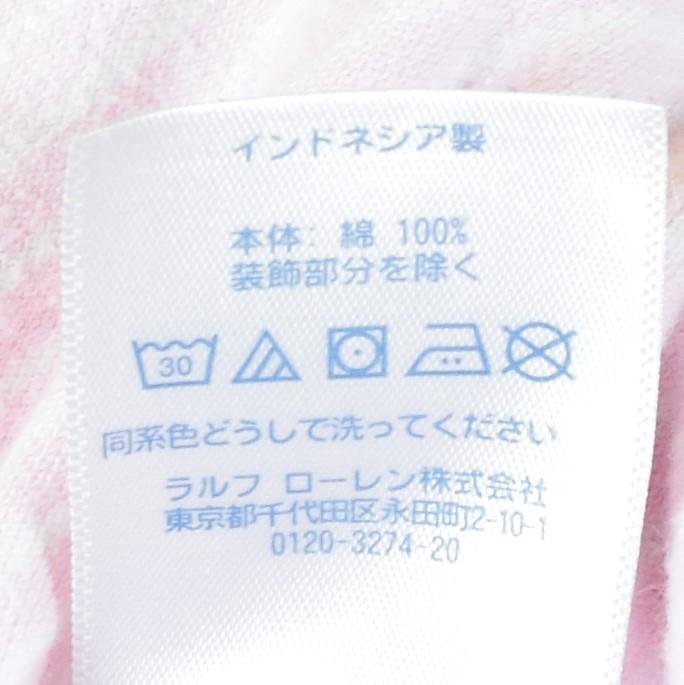 インドネシア製
本体: 綿 100%
装飾部分を除く
30
同系色どうしで洗ってください
ラルフ ローレン株式会社
東京都千代田区永田町2-10-1
0120-3274-20